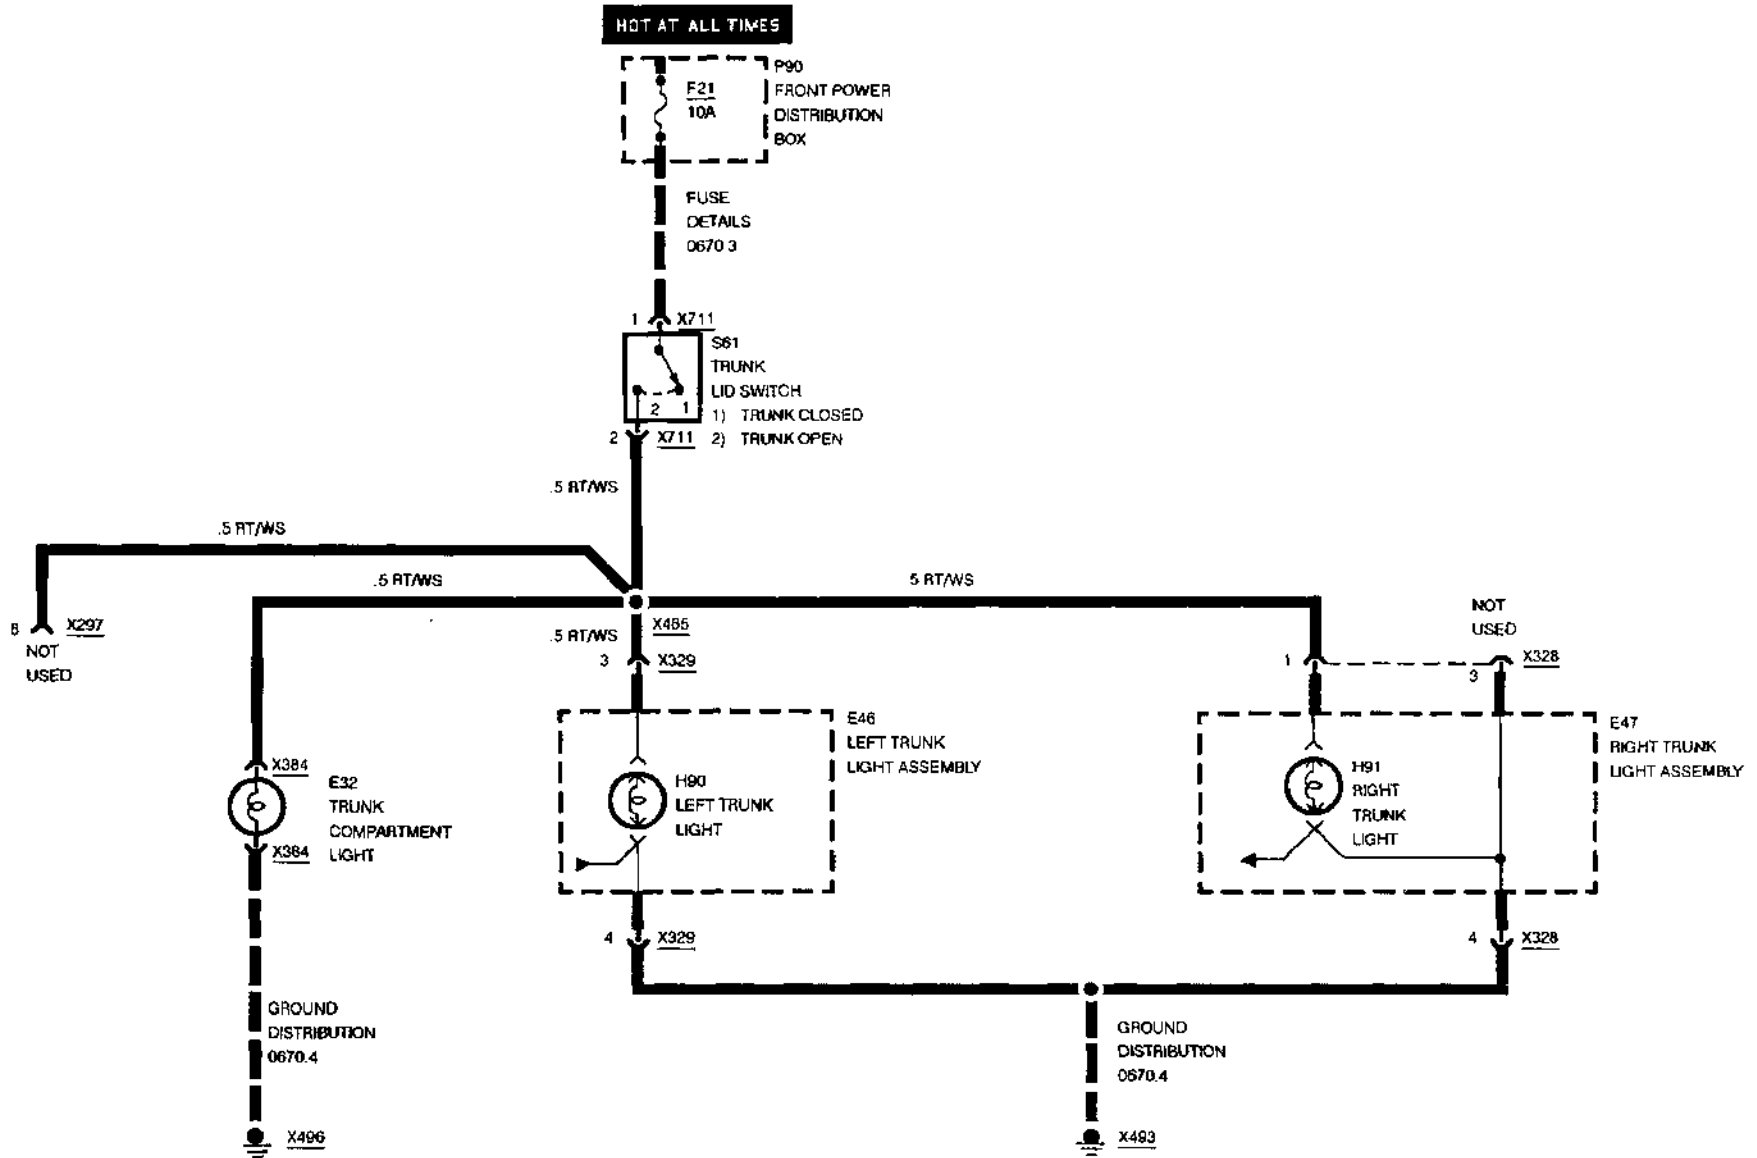 HOT AT ALL TIMES
P90
FRONT POWER
DISTRIBUTION
BOX
F21
10A
FUSE
DETAILS
0670 3
1
X711
S61
TRUNK
LID SWITCH
1) TRUNK CLOSED
2) TRUNK OPEN
2 1
2
X711
.5 RT/WS
.5 RT/WS
.5 RT/WS
5 RT/WS
8
X297
NOT
USED
X465
.5 RT/WS
3
X329
1
NOT
USED
3
X328
E46
LEFT TRUNK
LIGHT ASSEMBLY
E47
RIGHT TRUNK
LIGHT ASSEMBLY
X384
E32
TRUNK
COMPARTMENT
LIGHT
X384
H90
LEFT TRUNK
LIGHT
H91
RIGHT
TRUNK
LIGHT
4
X329
4
X328
GROUND
DISTRIBUTION
0670.4
GROUND
DISTRIBUTION
0670.4
X496
X493